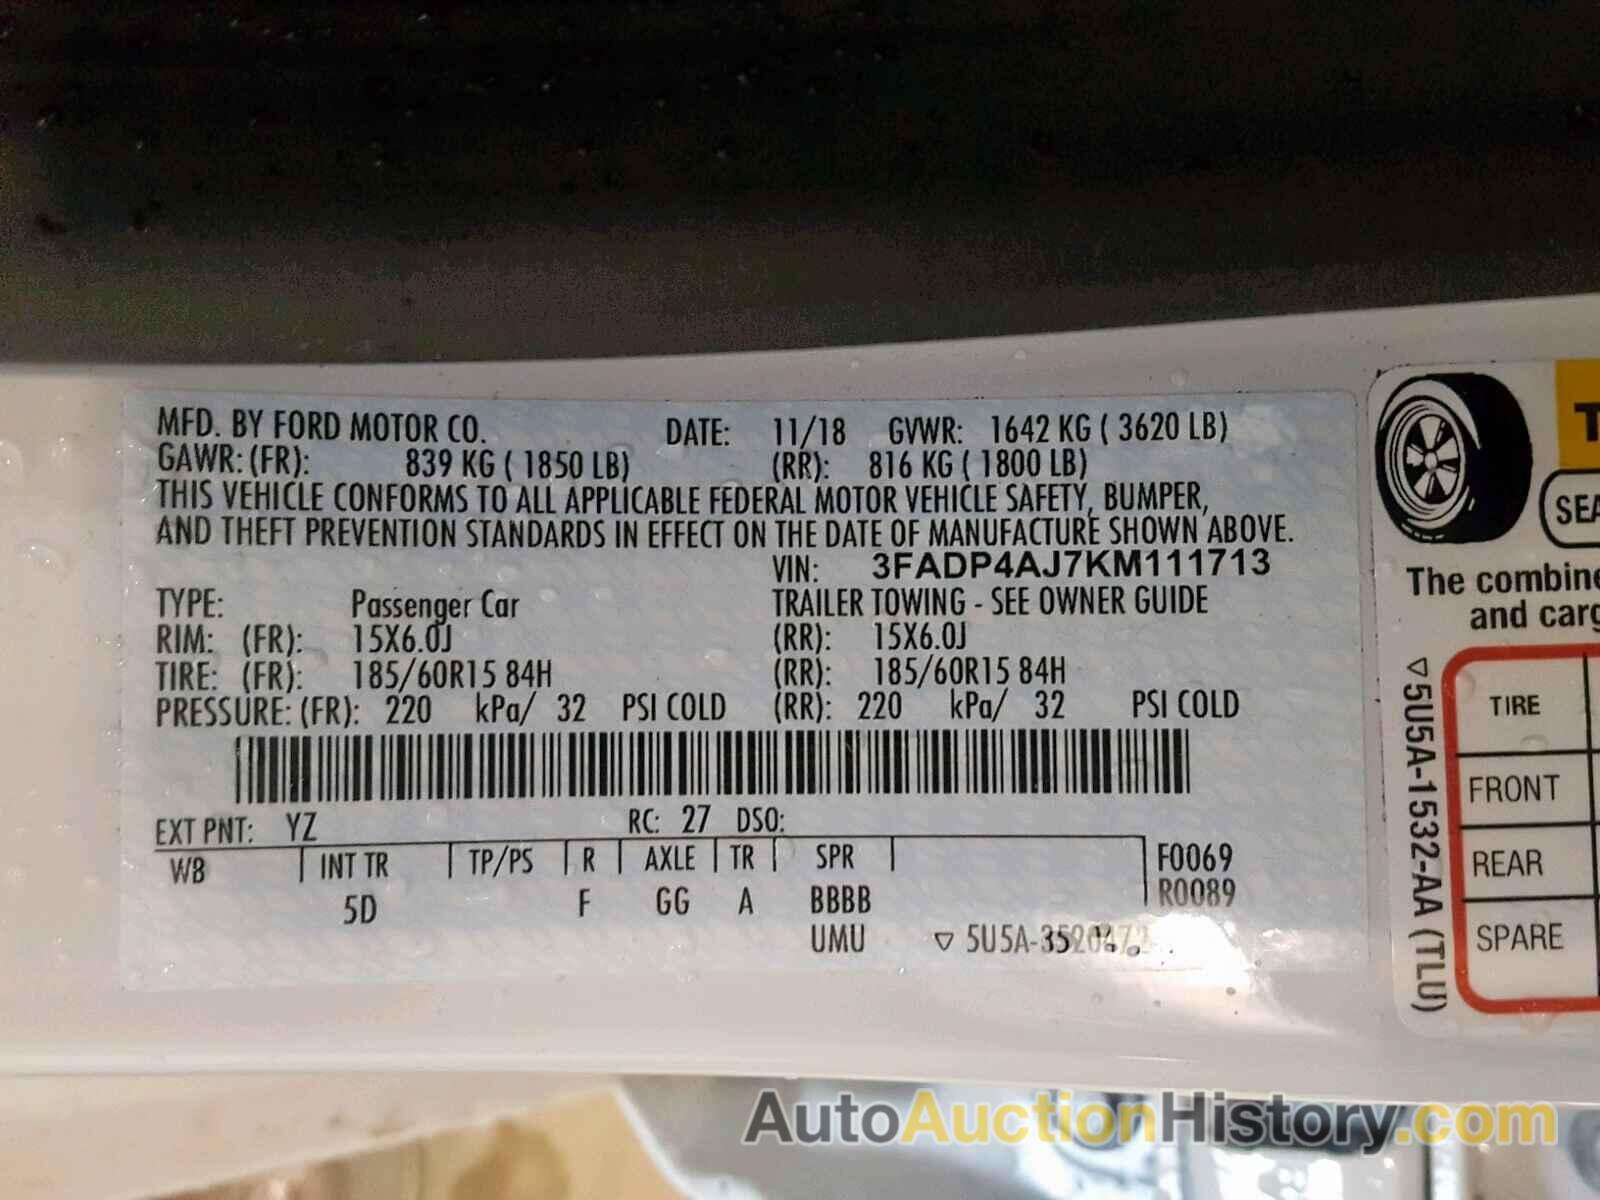 MFD. BY FORD MOTOR CO. DATE: 11/18 GVWR: 1642 KG ( 3620 LB)
GAWR: (FR): 839 KG ( 1850 LB) (RR): 816 KG ( 1800 LB)
THIS VEHICLE CONFORMS TO ALL APPLICABLE FEDERAL MOTOR VEHICLE SAFETY, BUMPER,
AND THEFT PREVENTION STANDARDS IN EFFECT ON THE DATE OF MANUFACTURE SHOWN ABOVE.
VIN: 3FADP4AJ7KM111713
TYPE: Passenger Car TRAILER TOWING - SEE OWNER GUIDE
RIM: (FR): 15X6.0J (RR): 15X6.0J
TIRE: (FR): 185/60R15 84H (RR): 185/60R15 84H
PRESSURE: (FR): 220 kPa/ 32 PSI COLD (RR): 220 kPa/ 32 PSI COLD
EXT PNT: YZ RC: 27 DSO:
WB INT TR TP/PS R AXLE TR SPR F0069
5D F GG A BBBB R0089
UMU
The combine
and carg
TIRE
FRONT
REAR
SPARE
5U5A-1532-AA (TLU)
AutoAuctionHistory.com